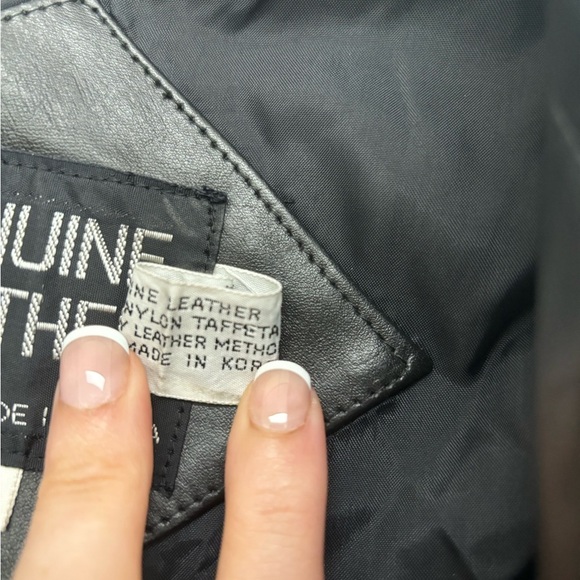 UINE
THE
DE I
A
NE LEATHER
NYLON TAFFETA
Y LEATHER METHO
MADE IN KOR